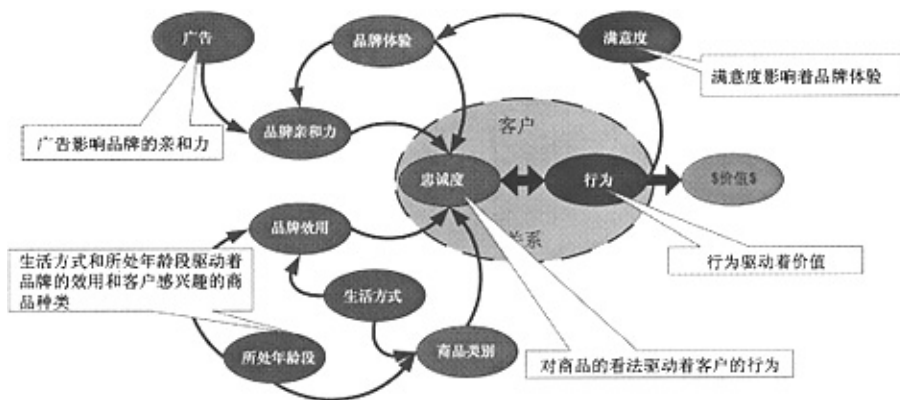 广告
品牌体验
满意度
满意度影响着品牌体验
广告影响品牌的亲和力
品牌亲和力
客户
忠诚度
行为
$价值$
品牌效用
关系
生活方式和所处年龄段驱动着
品牌的效用和客户感兴趣的商
品种类
行为驱动着价值
生活方式
所处年龄段
商品类别
对商品的看法驱动着客户的行为